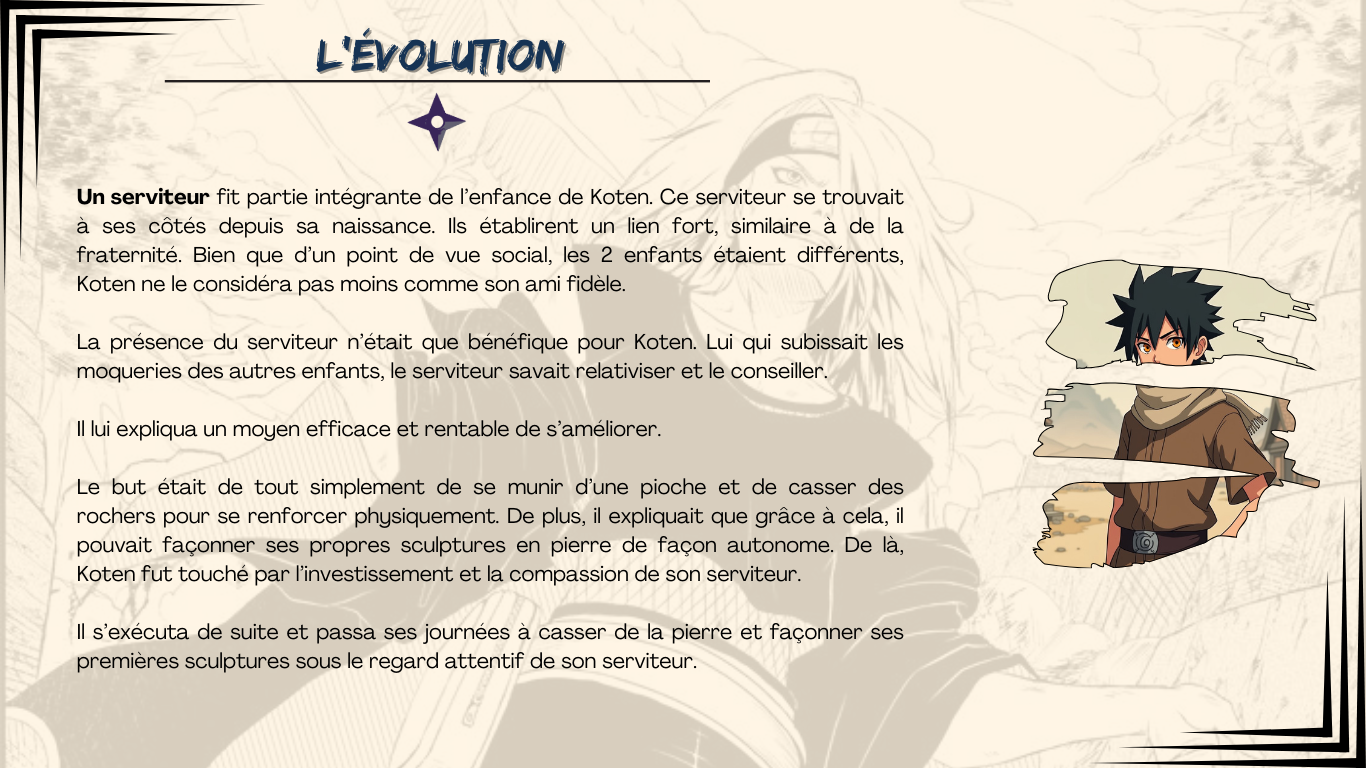 L'ÉVOLUTION
Un serviteur fit partie intégrante de l’enfance de Koten. Ce serviteur se trouvait
à ses côtés depuis sa naissance. Ils établirent un lien fort, similaire à de la
fraternité. Bien que d’un point de vue social, les 2 enfants étaient différents,
Koten ne le considéra pas moins comme son ami fidèle.
La présence du serviteur n’était que bénéfique pour Koten. Lui qui subissait les
moqueries des autres enfants, le serviteur savait relativiser et le conseiller.
Il lui expliqua un moyen efficace et rentable de s’améliorer.
Le but était de tout simplement de se munir d’une pioche et de casser des
rochers pour se renforcer physiquement. De plus, il expliquait que grâce à cela, il
pouvait façonner ses propres sculptures en pierre de façon autonome. De là,
Koten fut touché par l’investissement et la compassion de son serviteur.
Il s’exécuta de suite et passa ses journées à casser de la pierre et façonner ses
premières sculptures sous le regard attentif de son serviteur.